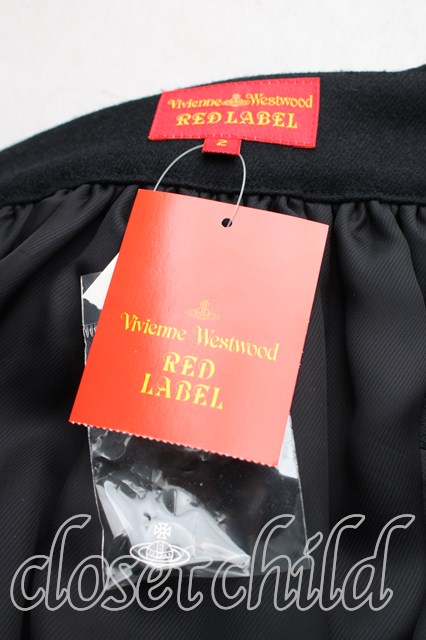 Vivienne Westwood
RED LABEL
2
Vivienne Westwood
RED
LABEL
closet child